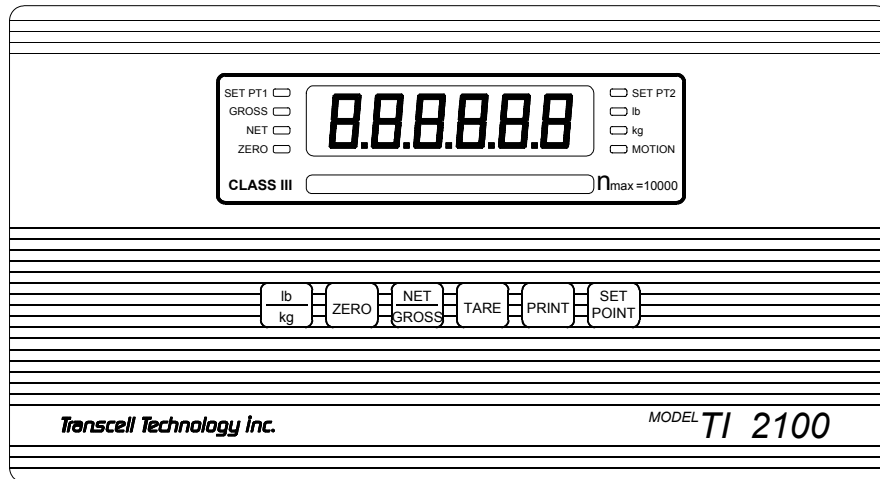 SET PT1
GROSS
NET
ZERO
8.8.8.8.8.8
SET PT2
lb
kg
MOTION
CLASS III
nmax =10000
lb
kg
ZERO
NET
GROSS
TARE
PRINT
SET
POINT
Transcell Technology inc.
MODEL TI 2100